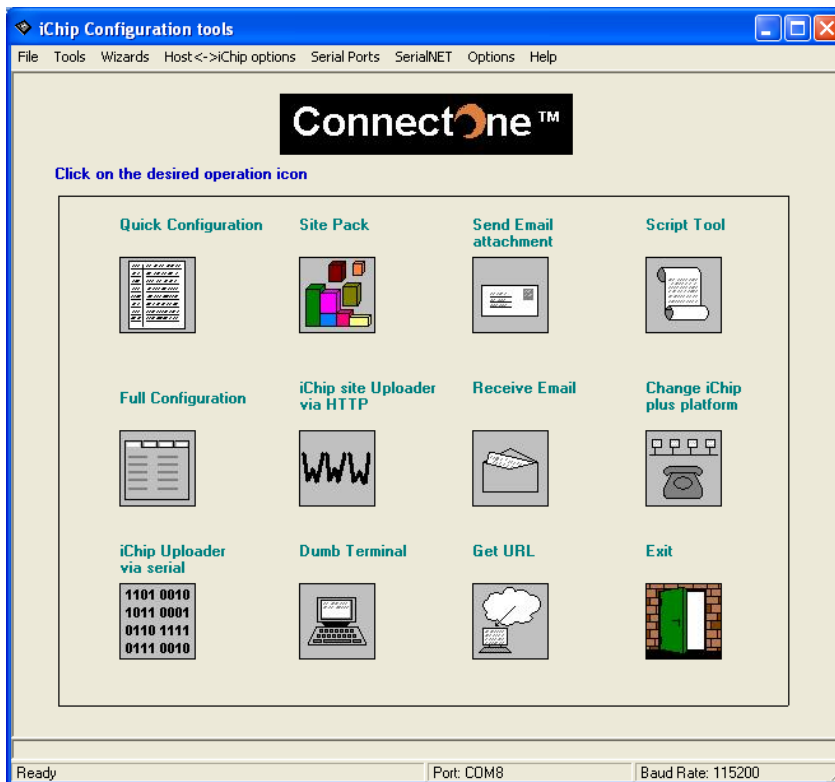 iChip Configuration tools
File Tools Wizards Host<->iChip options Serial Ports SerialNET Options Help
ConnectOne™
Click on the desired operation icon
Quick Configuration
Site Pack
Send Email
attachment
Script Tool
Full Configuration
iChip site Uploader
via HTTP
Receive Email
Change iChip
plus platform
iChip Uploader
via serial
1101 0010
1011 0001
0110 1111
0111 0010
Dumb Terminal
WWW
Get URL
Exit
Ready
Port: COM8
Baud Rate: 115200